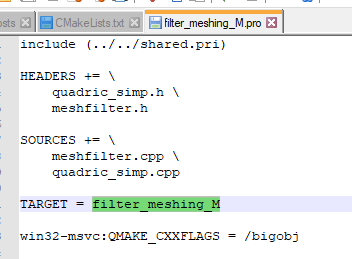 sts
CMakeLists.txt
filter_meshing_M.pro
include (../../shared.pri)
HEADERS += \
quadric_simp.h \
meshfilter.h
SOURCES += \
meshfilter.cpp \
quadric_simp.cpp
TARGET = filter_meshing_M
win32-msvc:QMAKE_CXXFLAGS = /bigobj